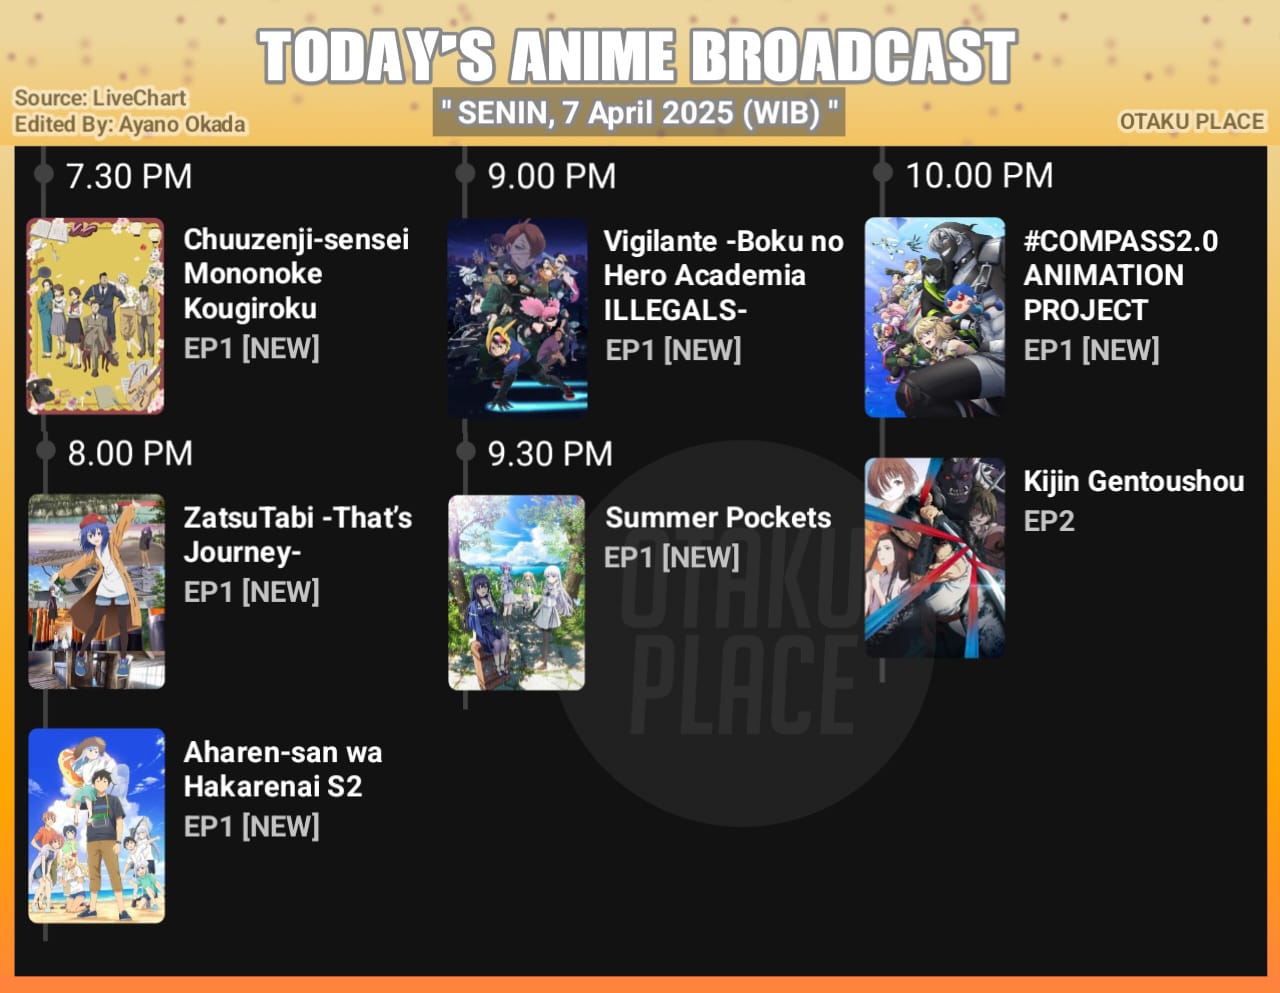 TODAY'S ANIME BROADCAST
Source: LiveChart
Edited By: Ayano Okada
" SENIN, 7 April 2025 (WIB) "
OTAKU PLACE
7.30 PM
Chuuzenji-sensei
Mononoke
Kougiroku
EP1 [NEW]
8.00 PM
ZatsuTabi -That’s
Journey-
EP1 [NEW]
Aharen-san wa
Hakarenai S2
EP1 [NEW]
9.00 PM
Vigilante -Boku no
Hero Academia
ILLEGALS-
EP1 [NEW]
9.30 PM
Summer Pockets
EP1 [NEW]
10.00 PM
#COMPASS2.0
ANIMATION
PROJECT
EP1 [NEW]
Kijin Gentoushou
EP2
OTAKU
PLACE